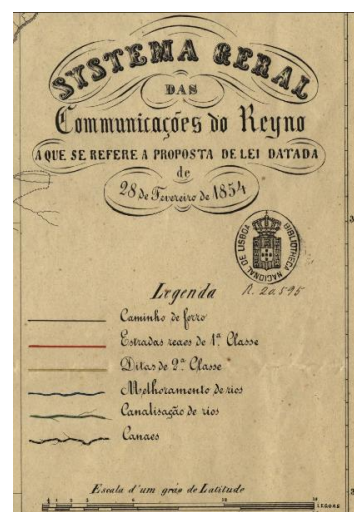 SYSTEMA GERAL
DAS
Communicações do Reyno
A QUE SE REFERE A PROPOSTA DE LEI DATADA
de
28 de Fevereiro de 1854
BIBLIOTHECA NACIONAL DE LISBOA
R. 2a595
Legenda
Caminho de ferro
Estradas reaes de 1ª Classe
Ditas de 2ª Classe
Melhoramento de rios
Canalisação de rios
Canaes
Escala d'um gráo de Latitude